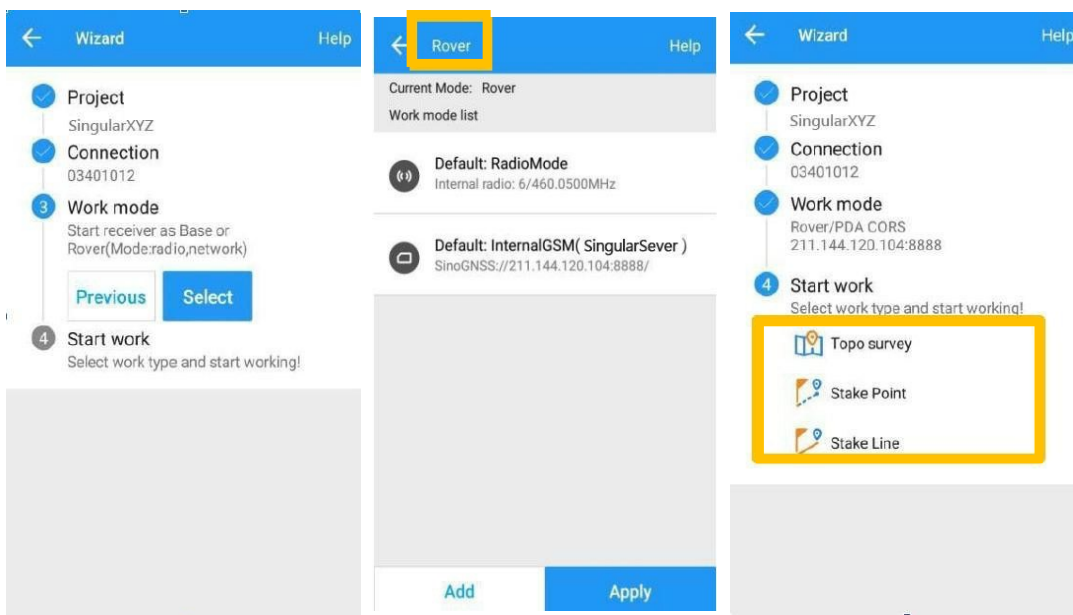 Wizard Help
Project
SingularXYZ
Connection
03401012
3 Work mode
Start receiver as Base or
Rover(Mode:radio,network)
Previous Select
4 Start work
Select work type and start working!
Rover Help
Current Mode: Rover
Work mode list
Default: RadioMode
Internal radio: 6/460.0500MHz
Default: InternalGSM( SingularSever )
SinoGNSS://211.144.120.104:8888/
Add Apply
Wizard Help
Project
SingularXYZ
Connection
03401012
Work mode
Rover/PDA CORS
211.144.120.104:8888
4 Start work
Select work type and start working!
Topo survey
Stake Point
Stake Line